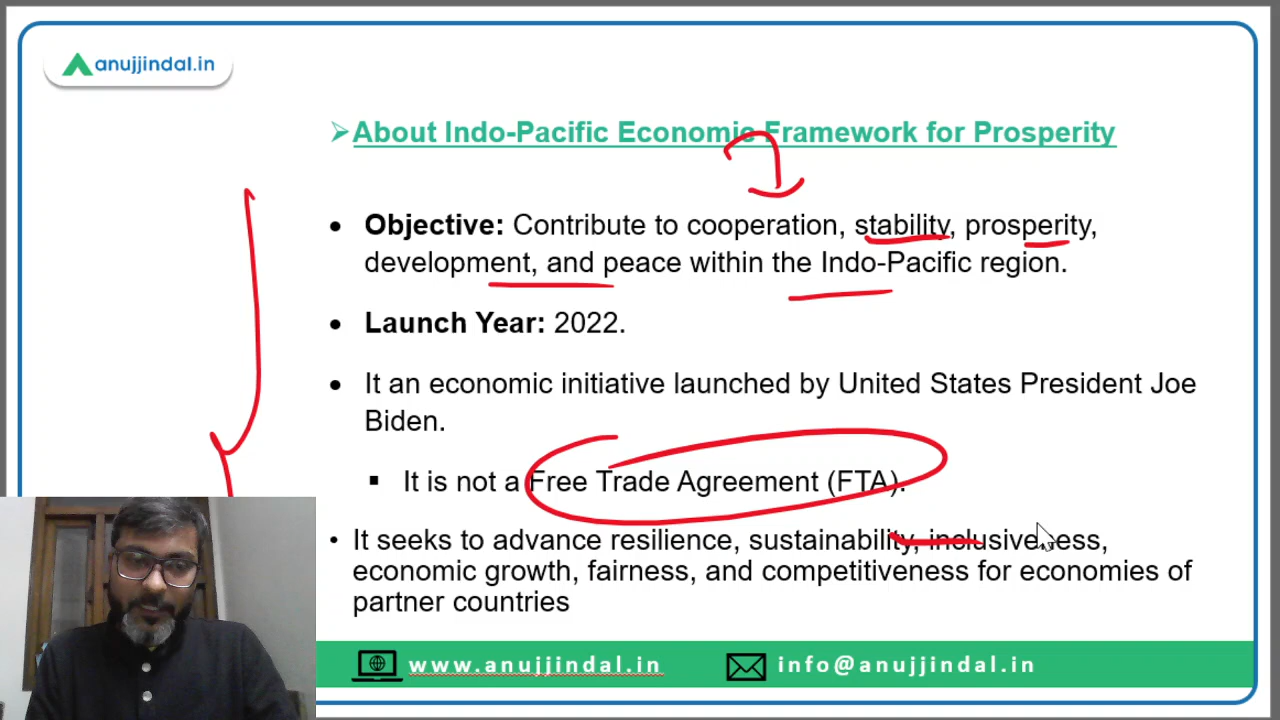 anujjindal.in
➢About Indo-Pacific Economic Framework for Prosperity
• Objective: Contribute to cooperation, stability, prosperity,
development, and peace within the Indo-Pacific region.
• Launch Year: 2022.
• It an economic initiative launched by United States President Joe
Biden.
▪ It is not a Free Trade Agreement (FTA).
• It seeks to advance resilience, sustainability, inclusiveness,
economic growth, fairness, and competitiveness for economies of
partner countries
www.anujjindal.in info@anujjindal.in